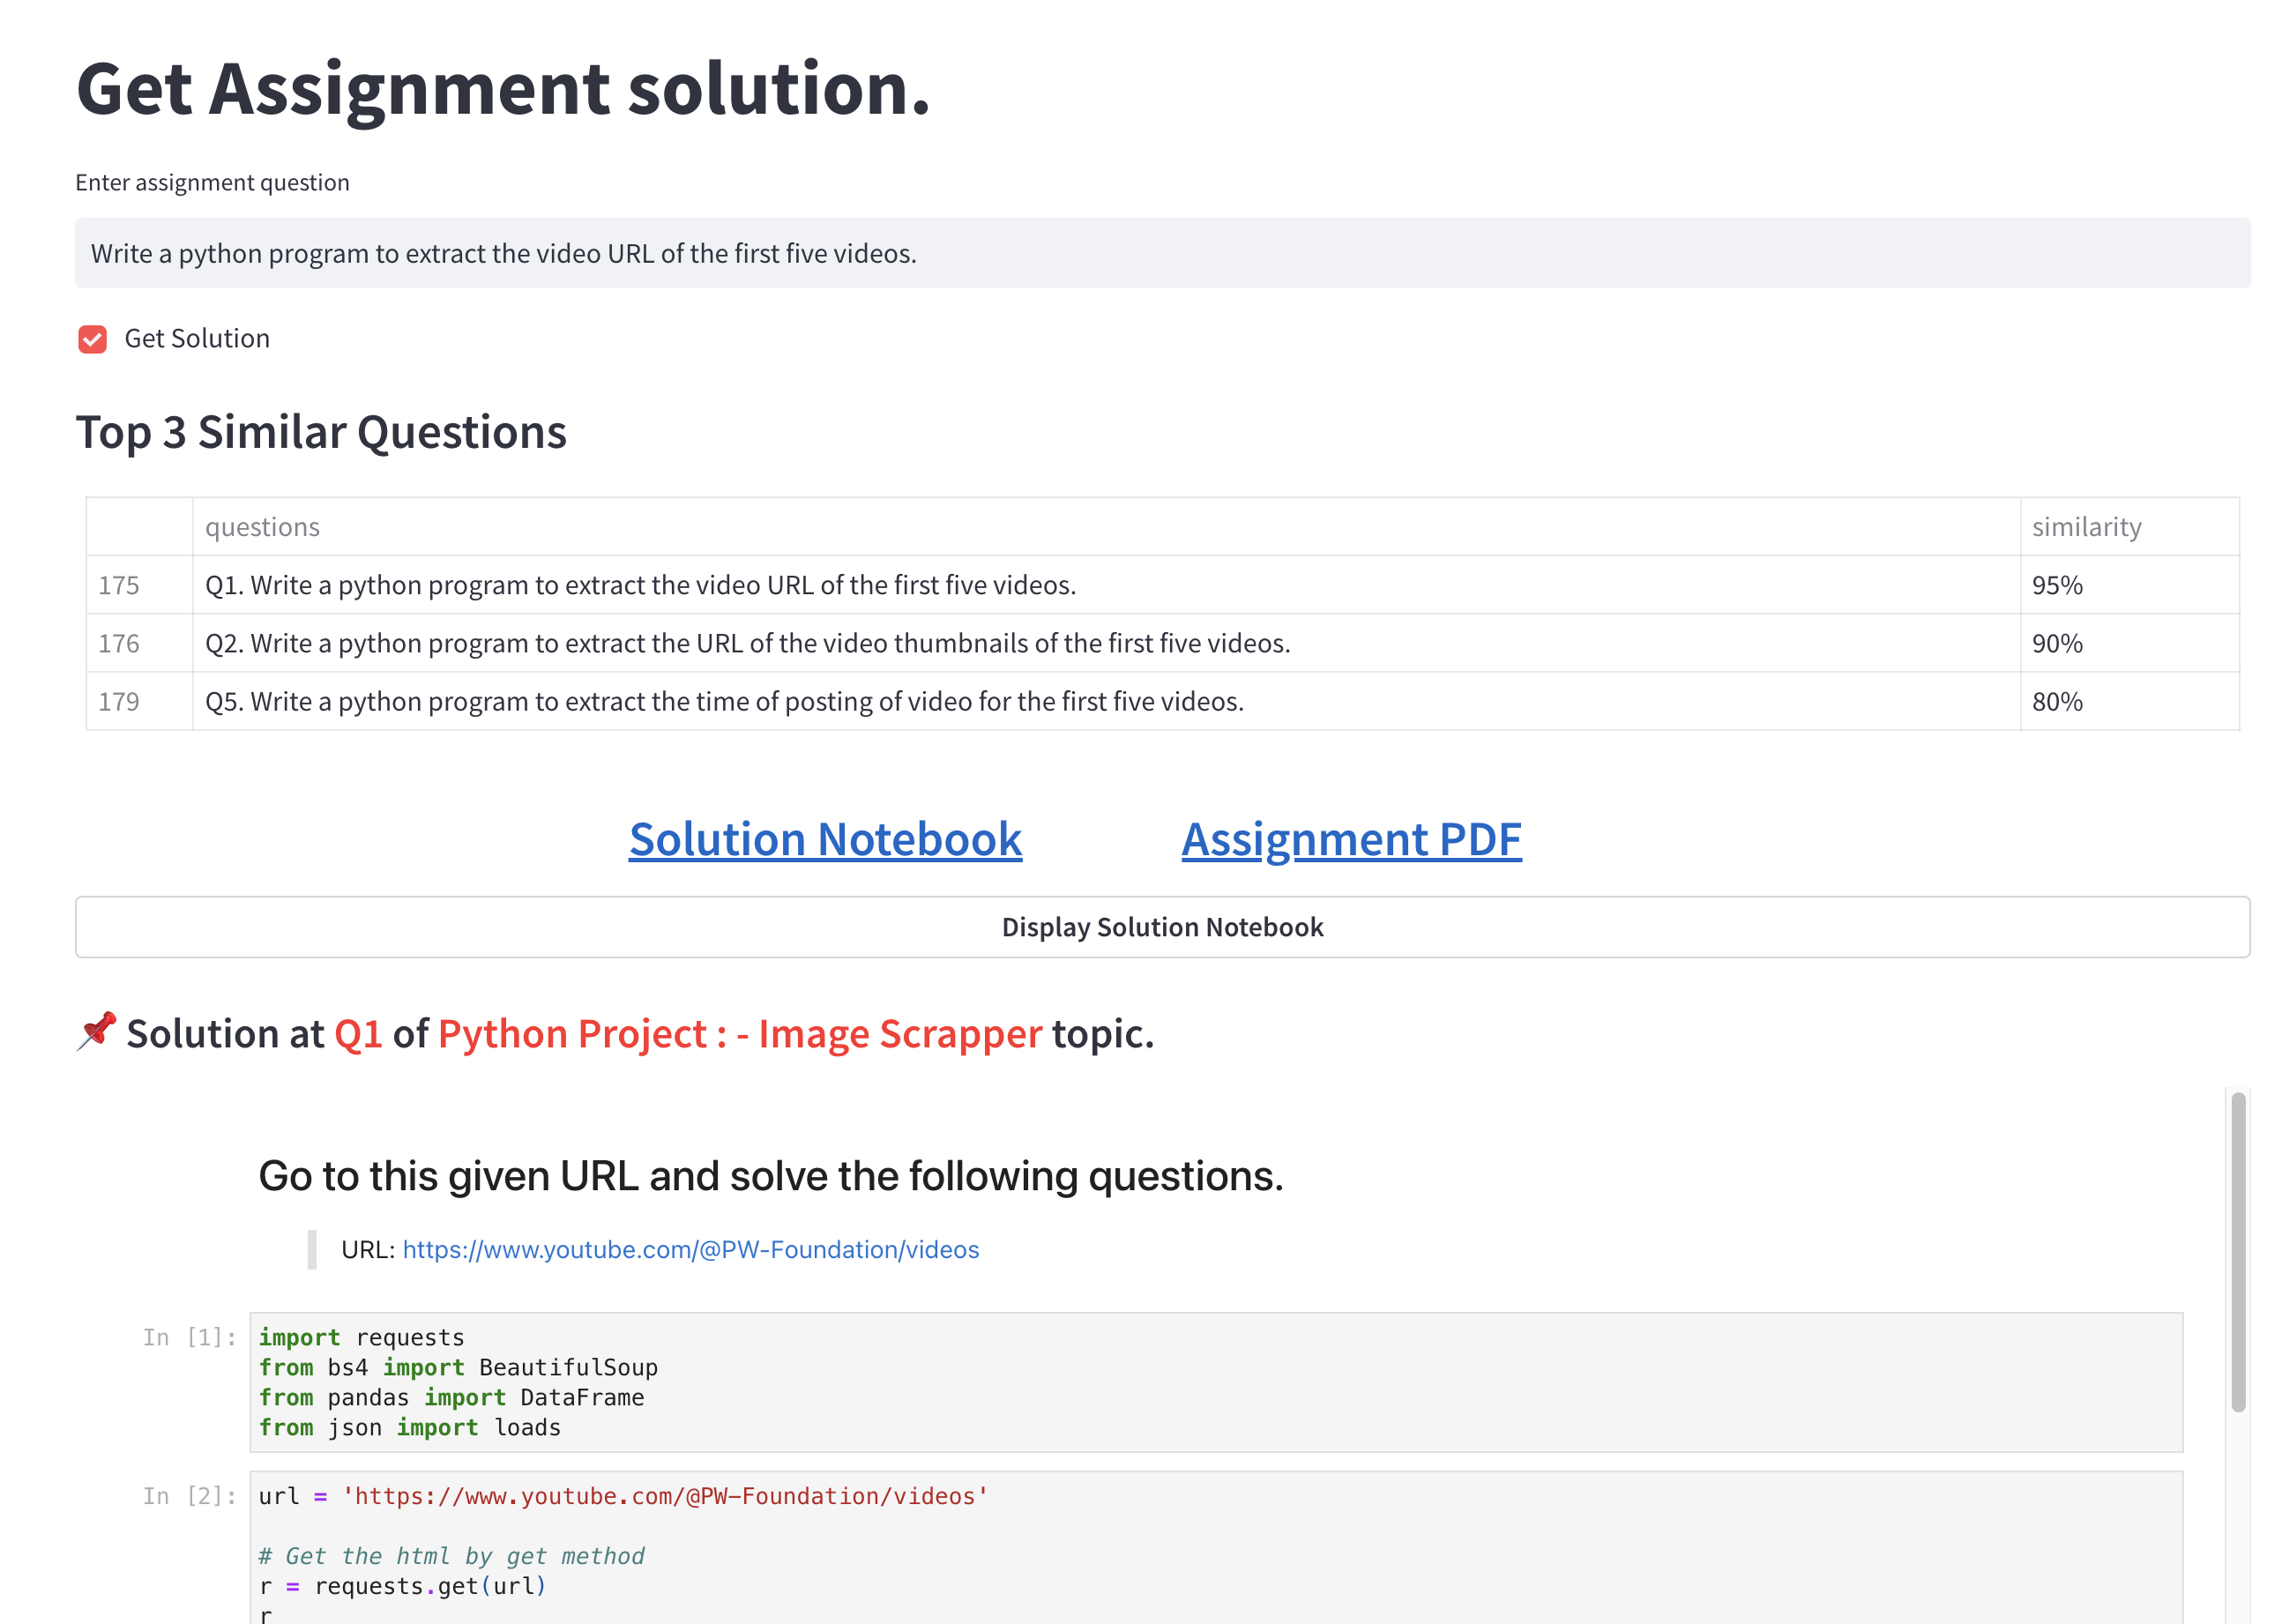 Get Assignment solution.
Enter assignment question
Write a python program to extract the video URL of the first five videos.
Get Solution
Top 3 Similar Questions
questions similarity
175 Q1. Write a python program to extract the video URL of the first five videos. 95%
176 Q2. Write a python program to extract the URL of the video thumbnails of the first five videos. 90%
179 Q5. Write a python program to extract the time of posting of video for the first five videos. 80%
Solution Notebook Assignment PDF
Display Solution Notebook
📌 Solution at Q1 of Python Project : - Image Scrapper topic.
Go to this given URL and solve the following questions.
URL: https://www.youtube.com/@PW-Foundation/videos
In [1]: import requests
from bs4 import BeautifulSoup
from pandas import DataFrame
from json import loads
In [2]: url = 'https://www.youtube.com/@PW-Foundation/videos'
# Get the html by get method
r = requests.get(url)
r